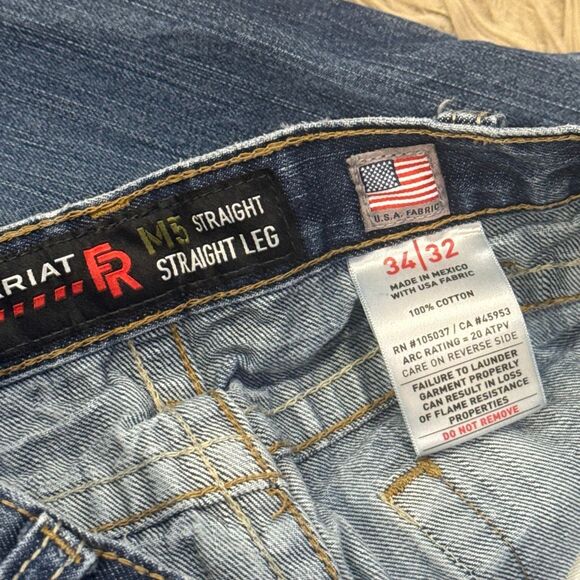 ARIAT FR
M5 STRAIGHT
STRAIGHT LEG
U.S.A. FABRIC
34|32
MADE IN MEXICO
WITH USA FABRIC
100% COTTON
RN #105037 / CA #45953
ARC RATING = 20 ATPV
CARE ON REVERSE SIDE
FAILURE TO LAUNDER
GARMENT PROPERLY
CAN RESULT IN LOSS
OF FLAME RESISTANCE
PROPERTIES
DO NOT REMOVE